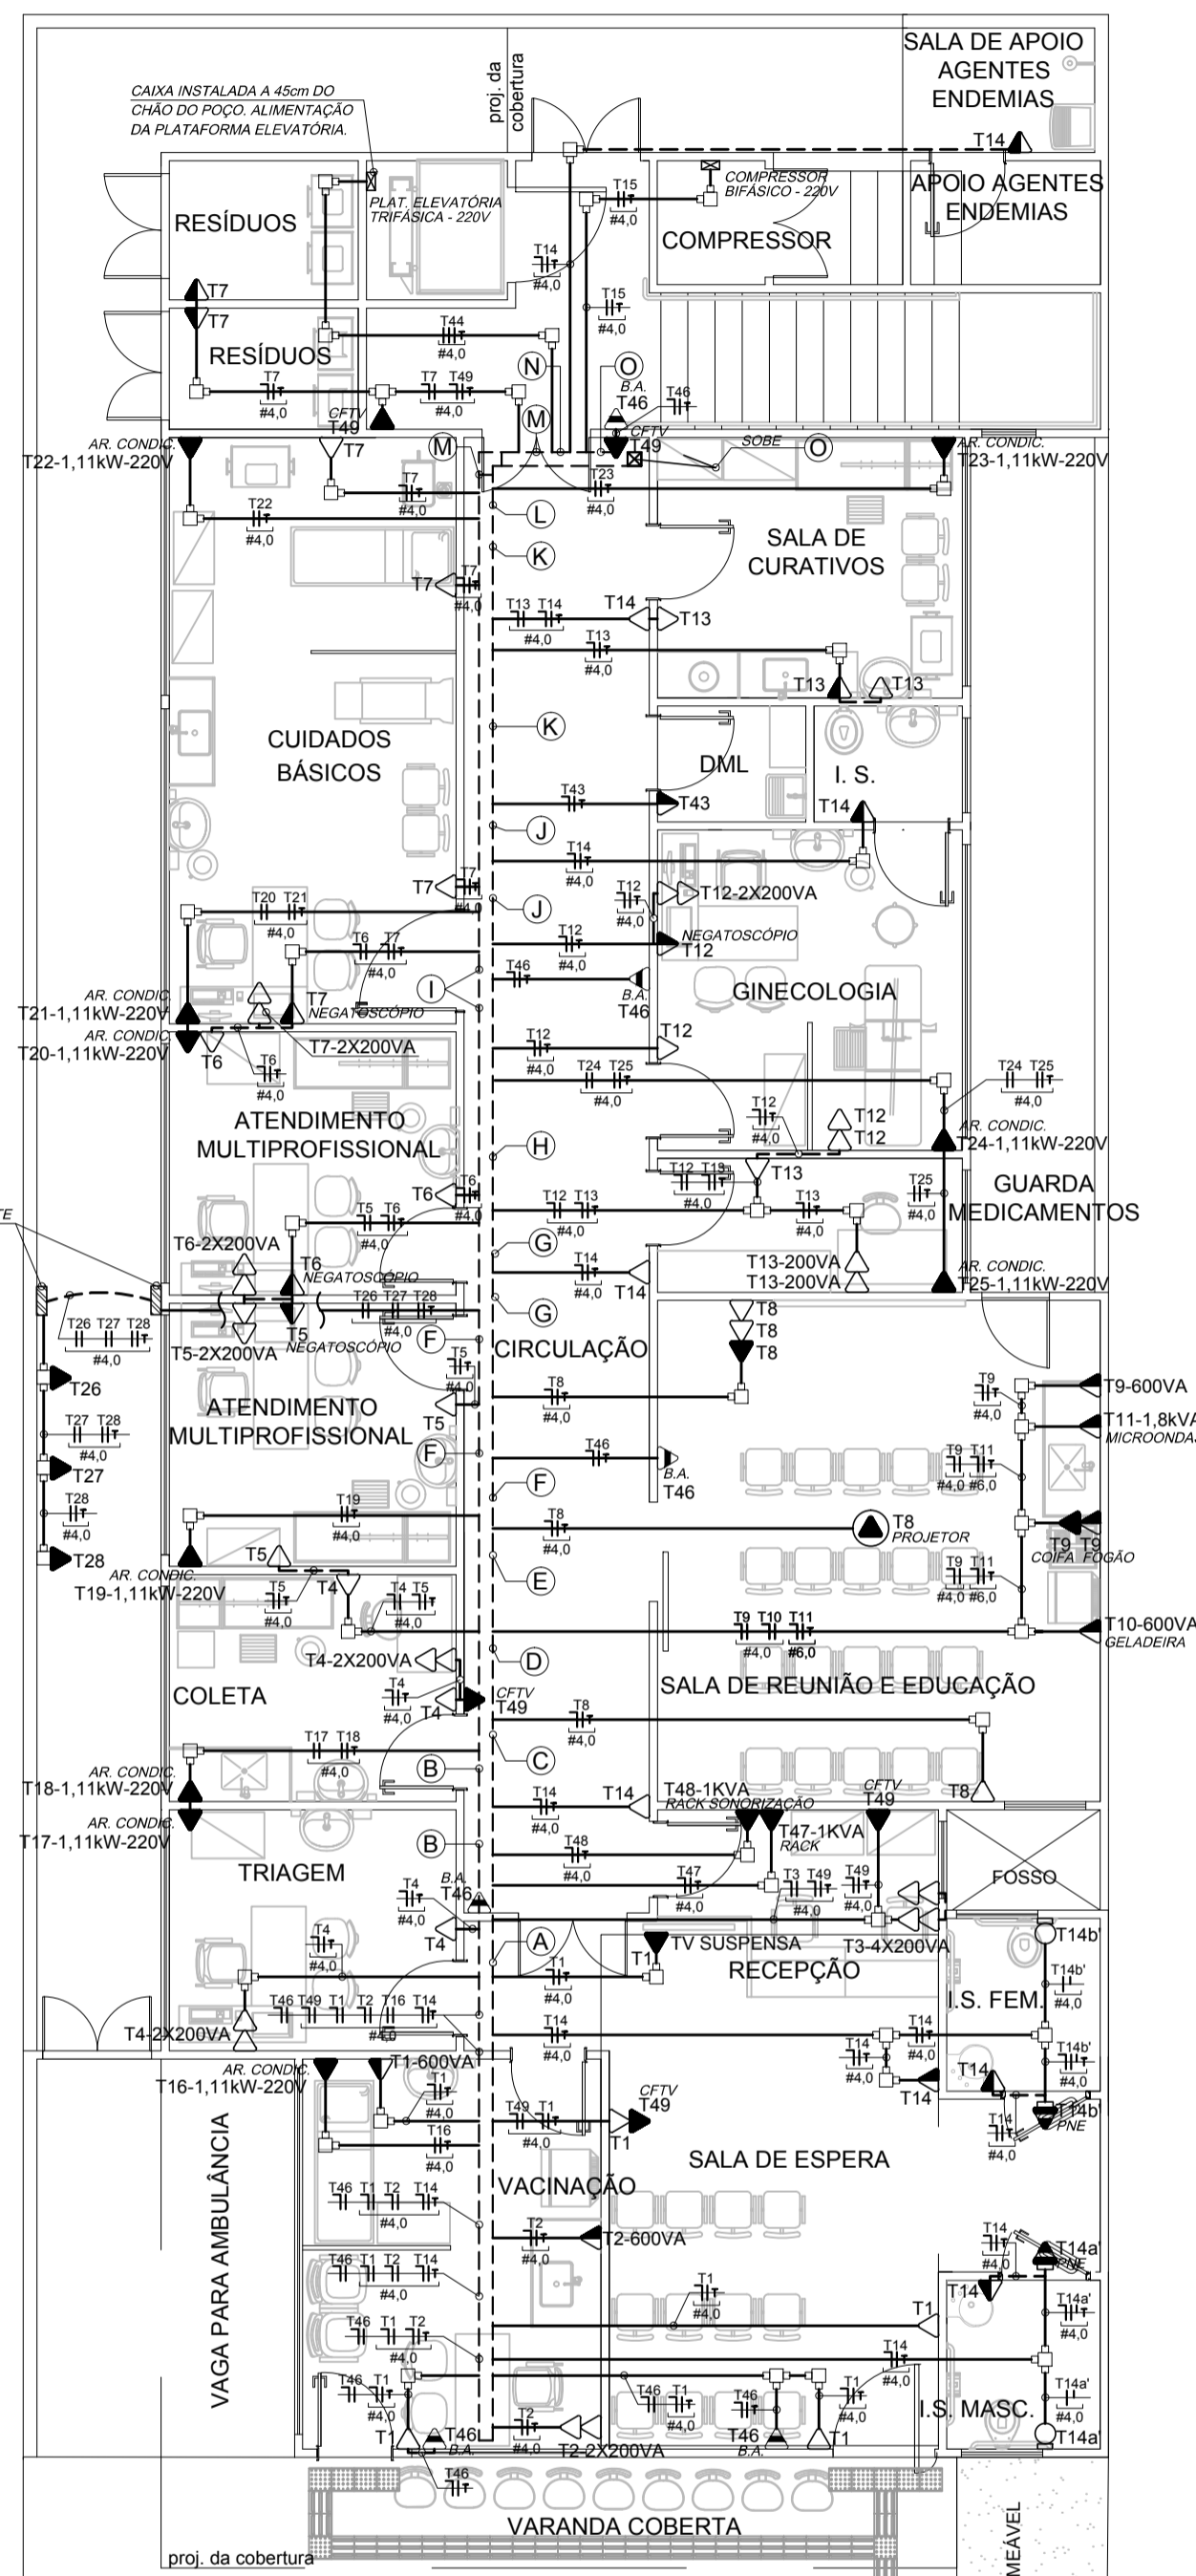 SALA DE APOIO
AGENTES
ENDEMIAS
proj. da
cobertura
CAIXA INSTALADA A 45cm DO
CHÃO DO POÇO. ALIMENTAÇÃO
DA PLATAFORMA ELEVATÓRIA.
T14
RESÍDUOS
PLAT. ELEVATÓRIA
TRIFÁSICA - 220V
T15
#4,0
COMPRESSOR
BIFÁSICO - 220V
APOIO AGENTES
ENDEMIAS
COMPRESSOR
T14
#4,0
T7
T7
T15
#4,0
RESÍDUOS
T44
#4,0
N
O
T7 T49
#4,0
T7
#4,0
B.A.
T46
T46
CFTV
T49
M
CFTV
T49
AR. CONDIC.
T22-1,11kW-220V
T7
M
SOBE
O
AR. CONDIC.
T23-1,11kW-220V
T7
#4,0
T23
#4,0
T22
#4,0
L
K
SALA DE
CURATIVOS
T7
T7
#4,0
T13 T14
#4,0
T14
T13
T13
#4,0
T13
T13
K
CUIDADOS
BÁSICOS
DML
I. S.
T43
T43
T14
J
T14
#4,0
T7
T7
#4,0
T12
#4,0
T12-2X200VA
J
T20 T21
#4,0
T6 T7
#4,0
T12
#4,0
NEGATOSCÓPIO
T12
T46
B.A.
T46
I
GINECOLOGIA
AR. CONDIC.
T21-1,11kW-220V
T7
NEGATOSCÓPIO
AR. CONDIC.
T20-1,11kW-220V
T6
T7-2X200VA
T12
#4,0
T12
T6
#4,0
T24 T25
#4,0
T24 T25
#4,0
ATENDIMENTO
MULTIPROFISSIONAL
H
T12
#4,0
T12
T12
AR. CONDIC.
T24-1,11kW-220V
T6
T6
#4,0
T12 T13
#4,0
T13
T25
#4,0
GUARDA
MEDICAMENTOS
T5 T6
#4,0
T12 T13
#4,0
T13
#4,0
TE
T6-2X200VA
T6
NEGATOSCÓPIO
G
T14
#4,0
T14
T13-200VA
T13-200VA
AR. CONDIC.
T25-1,11kW-220V
T26 T27 T28
#4,0
G
T8
T8
T8
T26 T27 T28
#4,0
T5-2X200VA
T5
NEGATOSCÓPIO
F
CIRCULAÇÃO
T5
#4,0
T26
T8
#4,0
T9
#4,0
T9-600VA
T5
ATENDIMENTO
MULTIPROFISSIONAL
T27 T28
#4,0
F
T11-1,8kVA
MICROONDAS
T27
T46
B.A.
T46
T9 T11
#4,0 #6,0
F
T28
#4,0
T19
#4,0
T8
#4,0
T8
PROJETOR
T9 T9
COIFA FOGÃO
T28
T5
E
AR. CONDIC.
T19-1,11kW-220V
T4
T5
#4,0
T4 T5
#4,0
T9 T11
#4,0 #6,0
T9 T10 T11
#4,0 #6,0
T10-600VA
GELADEIRA
D
T4-2X200VA
COLETA
T4
#4,0
T4
CFTV
T49
SALA DE REUNIÃO E EDUCAÇÃO
T8
#4,0
T17 T18
#4,0
C
B
AR. CONDIC.
T18-1,11kW-220V
T14
#4,0
T14
T48-1KVA
RACK SONORIZAÇÃO
CFTV
T49
T8
AR. CONDIC.
T17-1,11kW-220V
T47-1KVA
RACK
B
T48
#4,0
TRIAGEM
B.A.
T46
T4
#4,0
T47
#4,0
T3 T49
#4,0
T49
#4,0
FOSSO
T4
T4
#4,0
A
T1
TV SUSPENSA
T3-4X200VA
T14b'
T1
#4,0
RECEPÇÃO
T14b'
#4,0
I.S. FEM.
T46 T49 T1 T2 T16 T14
#4,0
T4-2X200VA
T14
#4,0
T14
#4,0
T14
#4,0
T14b'
#4,0
AR. CONDIC.
T16-1,11kW-220V
T1-600VA
T1
#4,0
T14
T14
T14b'
PNE
CFTV
T49
T49 T1
#4,0
T1
T14
#4,0
T16
#4,0
SALA DE ESPERA
VACINAÇÃO
VAGA PARA AMBULÂNCIA
T46 T1 T2 T14
#4,0
T2
#4,0
T2-600VA
T14
#4,0
T14a'
PNE
T46 T1 T2 T14
#4,0
T14
T1
#4,0
T1
T14a'
#4,0
T46 T1 T2
#4,0
T14
#4,0
T46 T1
#4,0
T46 T1
#4,0
T46
T1
#4,0
T14a'
#4,0
I.S. MASC.
T1
T46
B.A.
T2
#4,0
T2-2X200VA
T46
B.A.
T1
T14a'
T46
VARANDA COBERTA
proj. da cobertura
MEÁVEL